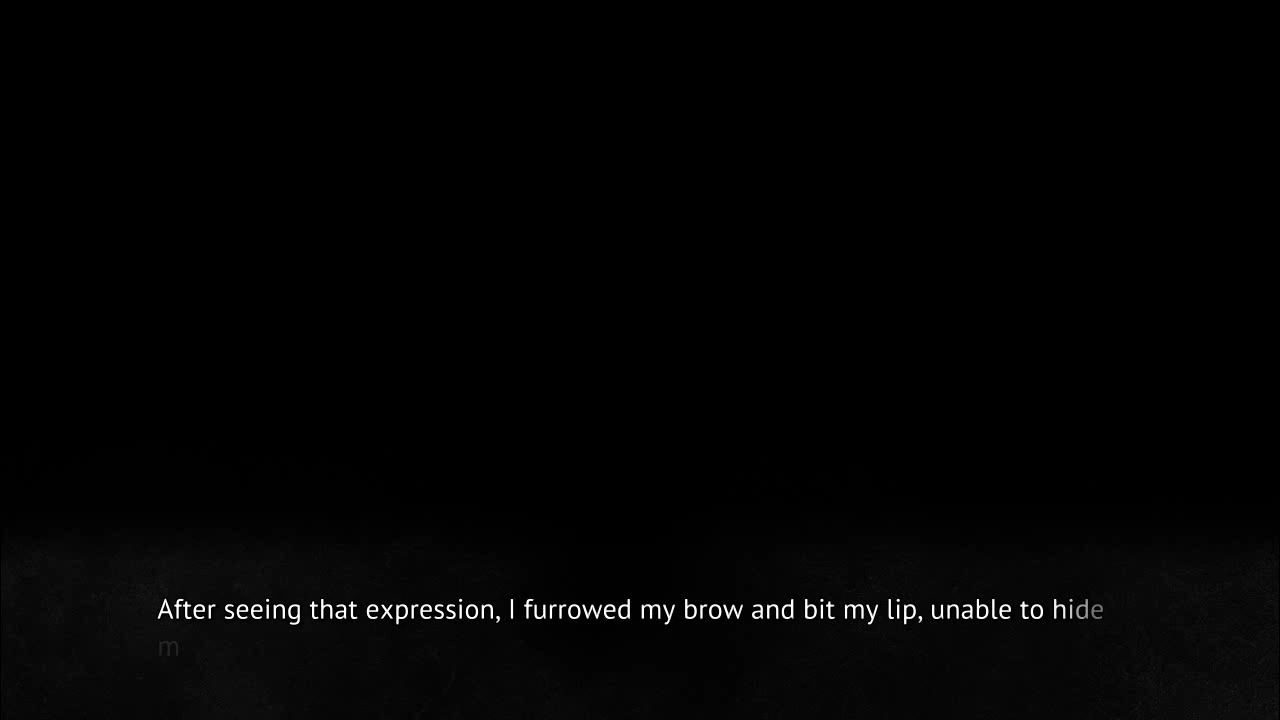 After seeing that expression, I furrowed my brow and bit my lip, unable to hide
m